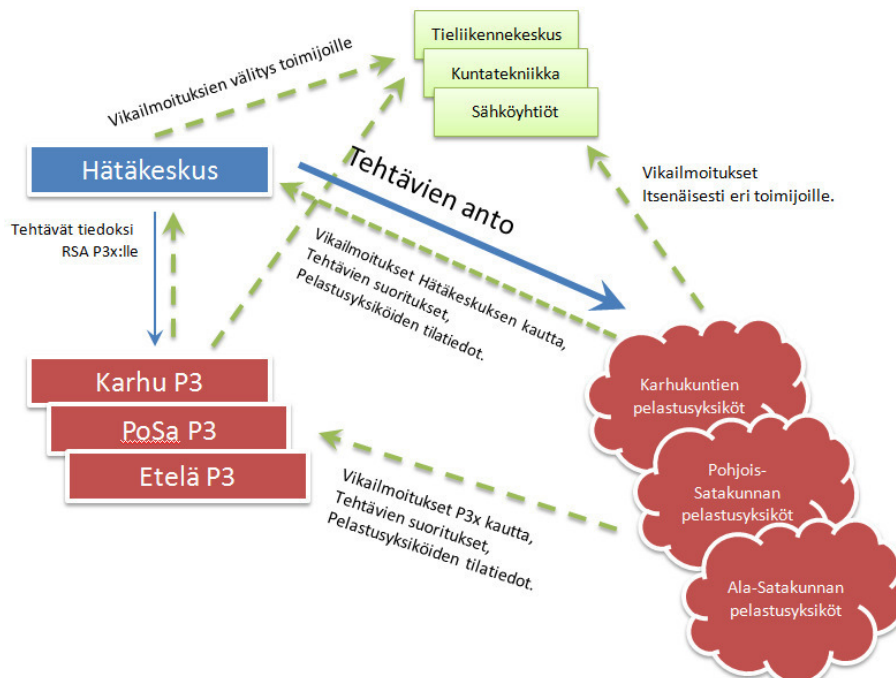 Tieliikennekeskus
Kuntatekniikka
Sähköyhtiöt
Vikailmoituksien välitys toimijoille
Hätäkeskus
Tehtävien anto
Vikailmoitukset
Itsenäisesti eri toimijoille.
Tehtävät tiedoksi
RSA P3x:lle
Vikailmoitukset Hätäkeskuksen kautta,
Tehtävien suoritukset,
Pelastusyksiköiden tilatiedot.
Karhu P3
PoSa P3
Etelä P3
Karhukuntien
pelastusyksiköt
Pohjois-
Satakunnan
pelastusyksiköt
Vikailmoitukset P3x kautta,
Tehtävien suoritukset,
Pelastusyksiköiden tilatiedot.
Ala-Satakunnan
pelastusyksiköt